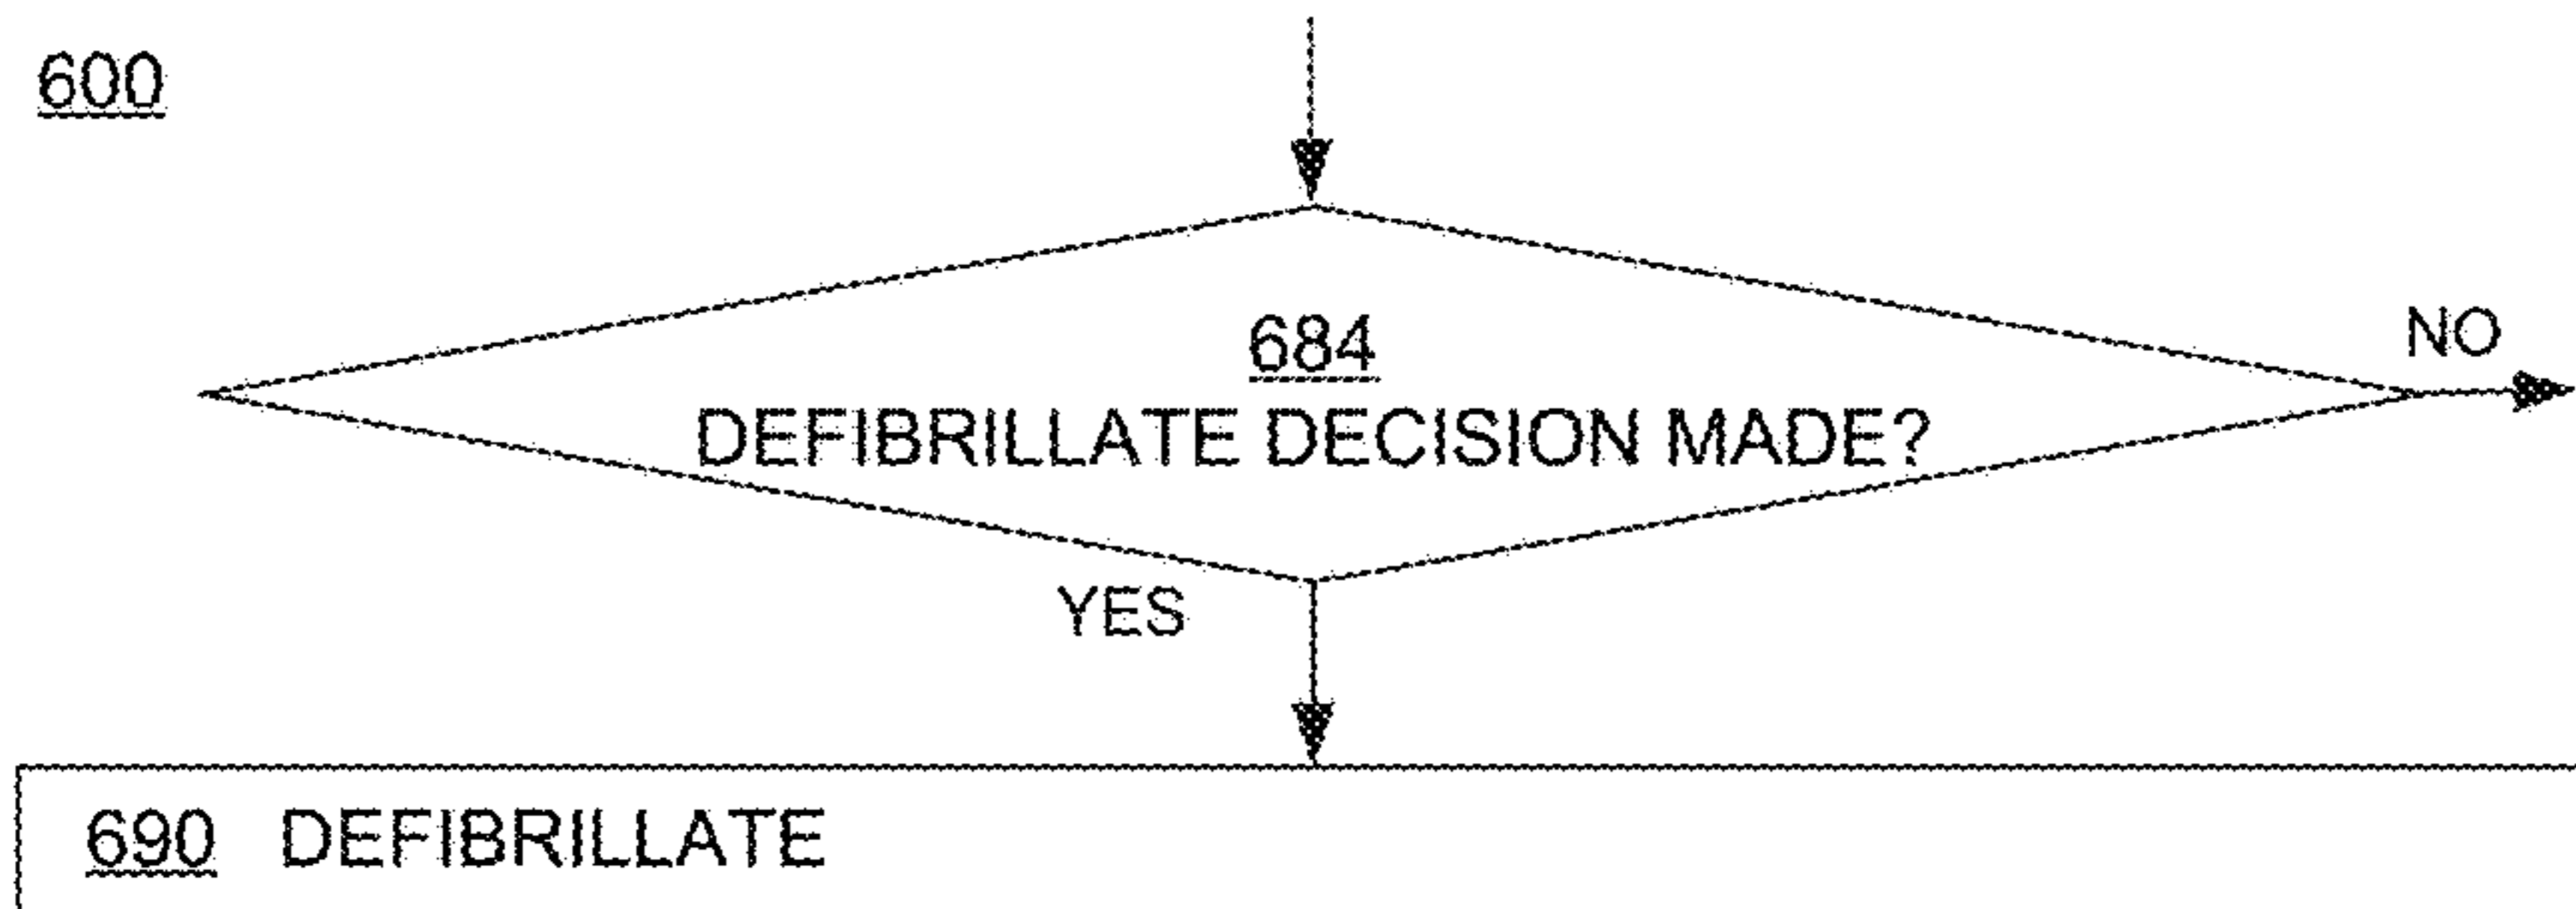 600
684
NO
DEFIBRILLATE DECISION MADE?
YES
690 DEFIBRILLATE